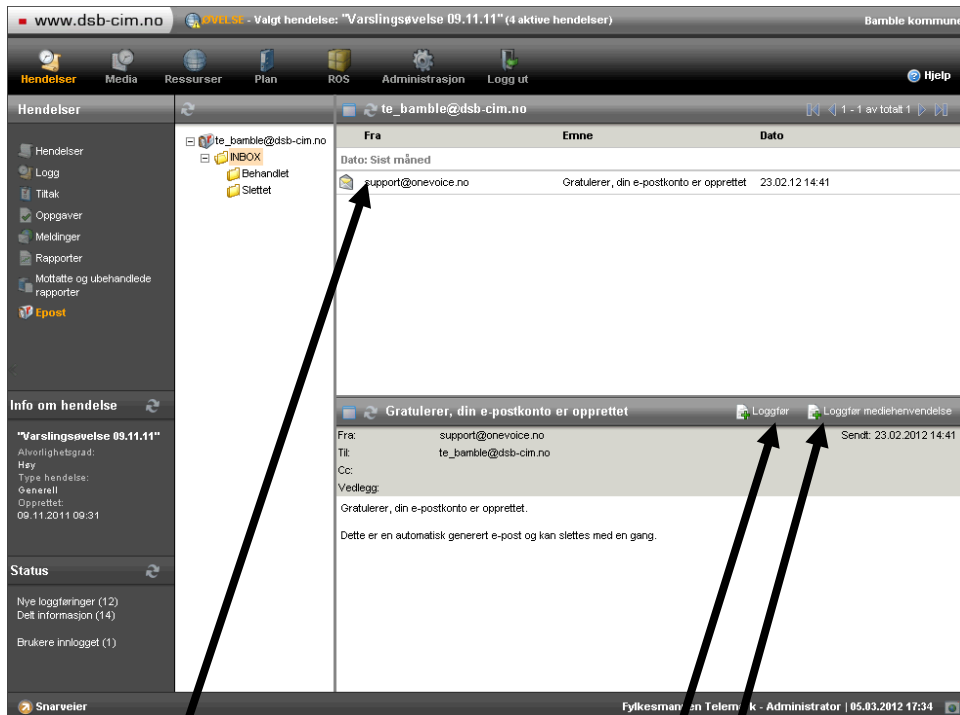 www.dsb-cim.no
ØVELSE - Valgt hendelse: "Varslingsøvelse 09.11.11" (4 aktive hendelser)
Bamble kommune
Hendelser
Media
Ressurser
Plan
ROS
Administrasjon
Logg ut
Hjelp
Hendelser
te_bamble@dsb-cim.no
1 - 1 av totalt 1
Hendelser
Logg
Tiltak
Oppgaver
Meldinger
Rapporter
Mottatte og ubehandlede
rapporter
Epost
te_bamble@dsb-cim.no
INBOX
Behandlet
Slettet
Fra
Emne
Dato
Dato: Sist måned
support@onevoice.no
Gratulerer, din e-postkonto er opprettet
23.02.12 14:41
Info om hendelse
"Varslingsøvelse 09.11.11"
Alvorlighetsgrad:
Høy
Type hendelse:
Generell
Opprettet:
09.11.2011 09:31
Status
Nye loggføringer (12)
Delt informasjon (14)
Brukere innlogget (1)
Gratulerer, din e-postkonto er opprettet
Loggfør
Loggfør mediehenvendelse
Fra: support@onevoice.no
Sendt: 23.02.2012 14:41
Til: te_bamble@dsb-cim.no
Cc:
Vedlegg:
Gratulerer, din e-postkonto er opprettet.
Dette er en automatisk generert e-post og kan slettes med en gang.
Snarveier
Fylkesmannen - Administrator | 05.03.2012 17:34